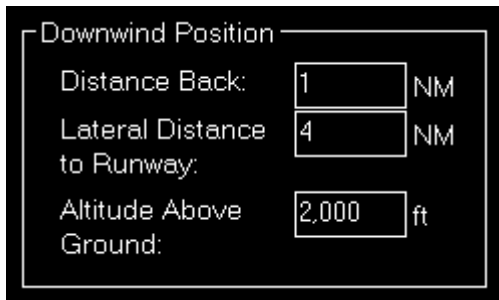 Downwind Position
Distance Back: 1 NM
Lateral Distance 4 NM
to Runway:
Altitude Above 2,000 ft
Ground: